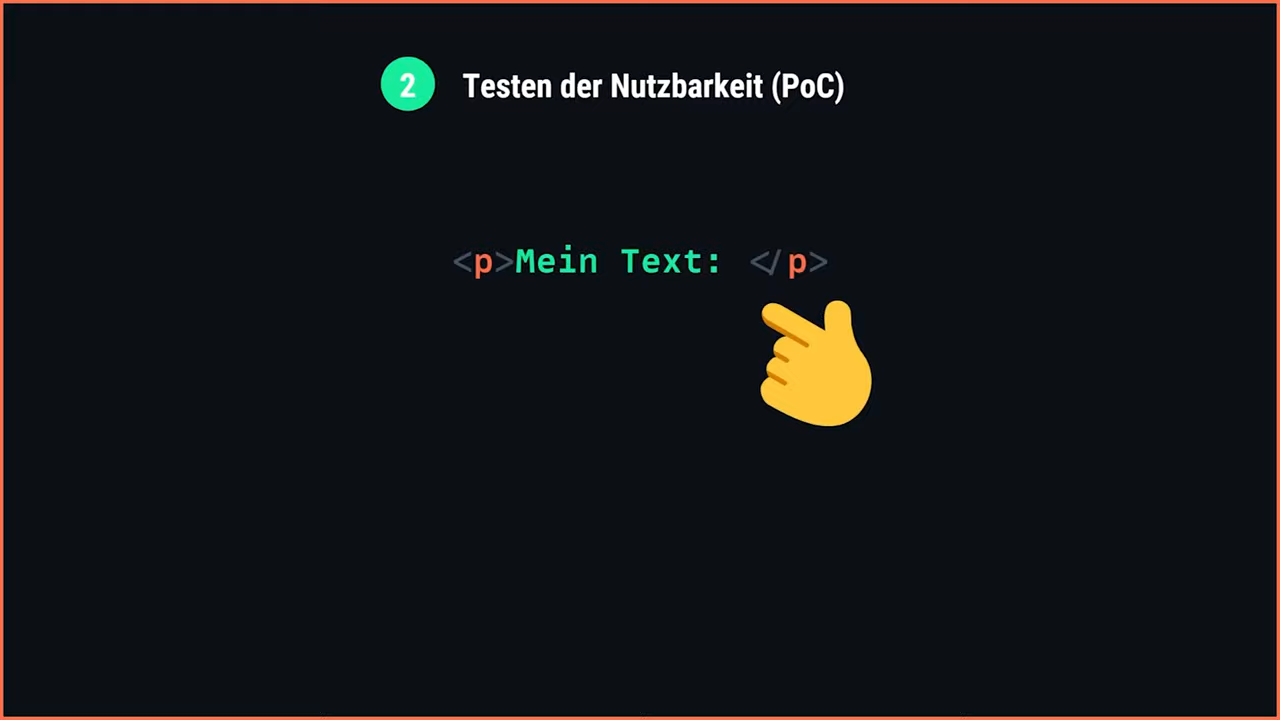 2 Testen der Nutzbarkeit (PoC)
<p>Mein Text: </p>